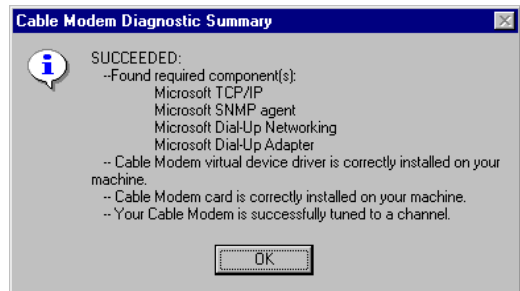 Cable Modem Diagnostic Summary
SUCCEEDED:
--Found required component(s):
Microsoft TCP/IP
Microsoft SNMP agent
Microsoft Dial-Up Networking
Microsoft Dial-Up Adapter
-- Cable Modem virtual device driver is correctly installed on your
machine.
-- Cable Modem card is correctly installed on your machine.
-- Your Cable Modem is successfully tuned to a channel.
OK